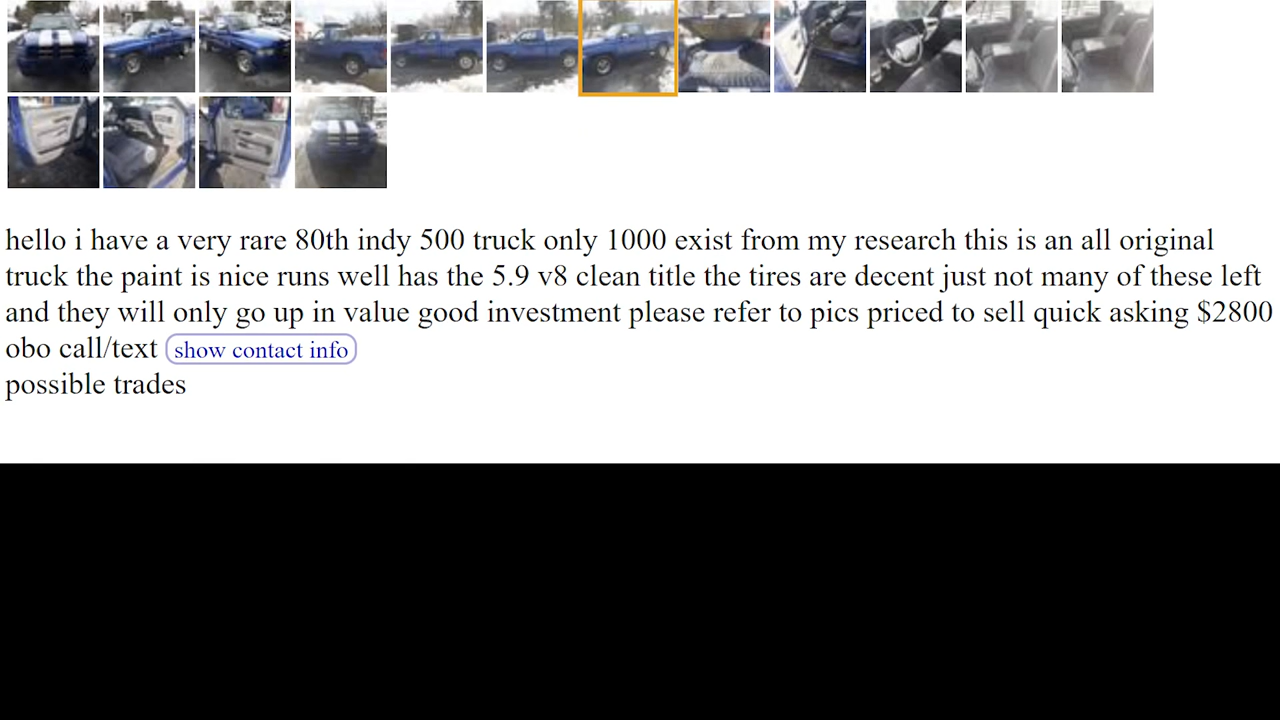 hello i have a very rare 80th indy 500 truck only 1000 exist from my research this is an all original
truck the paint is nice runs well has the 5.9 v8 clean title the tires are decent just not many of these left
and they will only go up in value good investment please refer to pics priced to sell quick asking $2800
obo call/text show contact info
possible trades